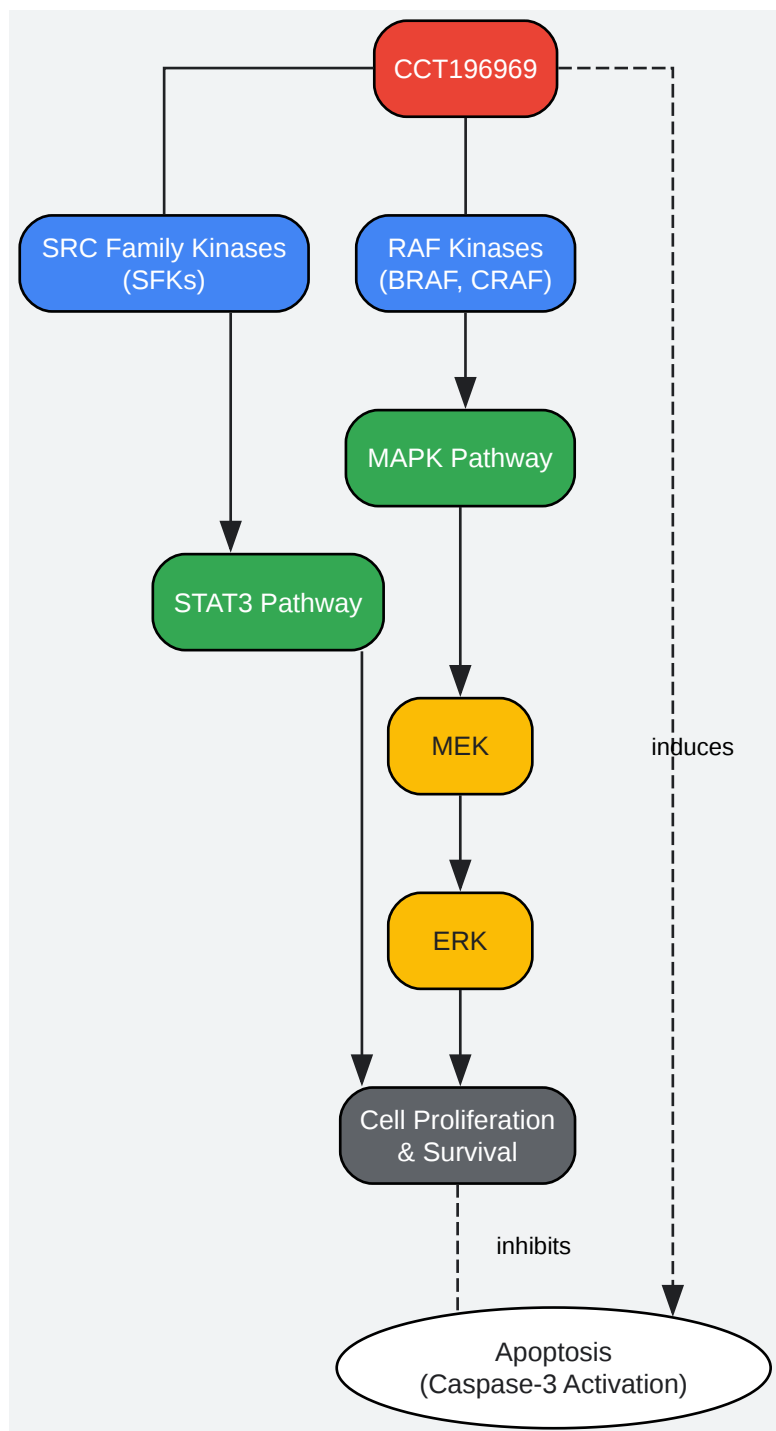 CCT196969
SRC Family Kinases
(SFKs)
RAF Kinases
(BRAF, CRAF)
MAPK Pathway
STAT3 Pathway
MEK
induces
ERK
Cell Proliferation
& Survival
inhibits
Apoptosis
(Caspase-3 Activation)